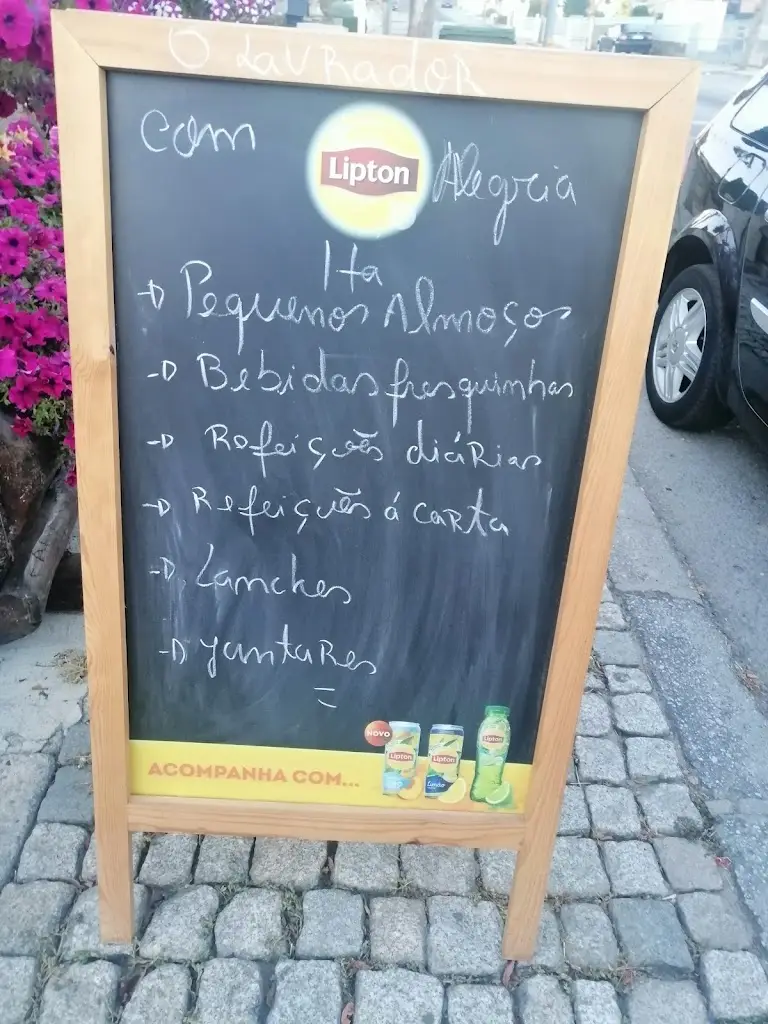 O LavRadoR
com Lipton Alegria
Há
Pequenos Almoços
Bebidas fresquinhas
Refeições diáRias
Refeições á caRta
Lanches
JantaRes
NOVO
Lipton Lipton Lipton
ACOMPANHA COM...